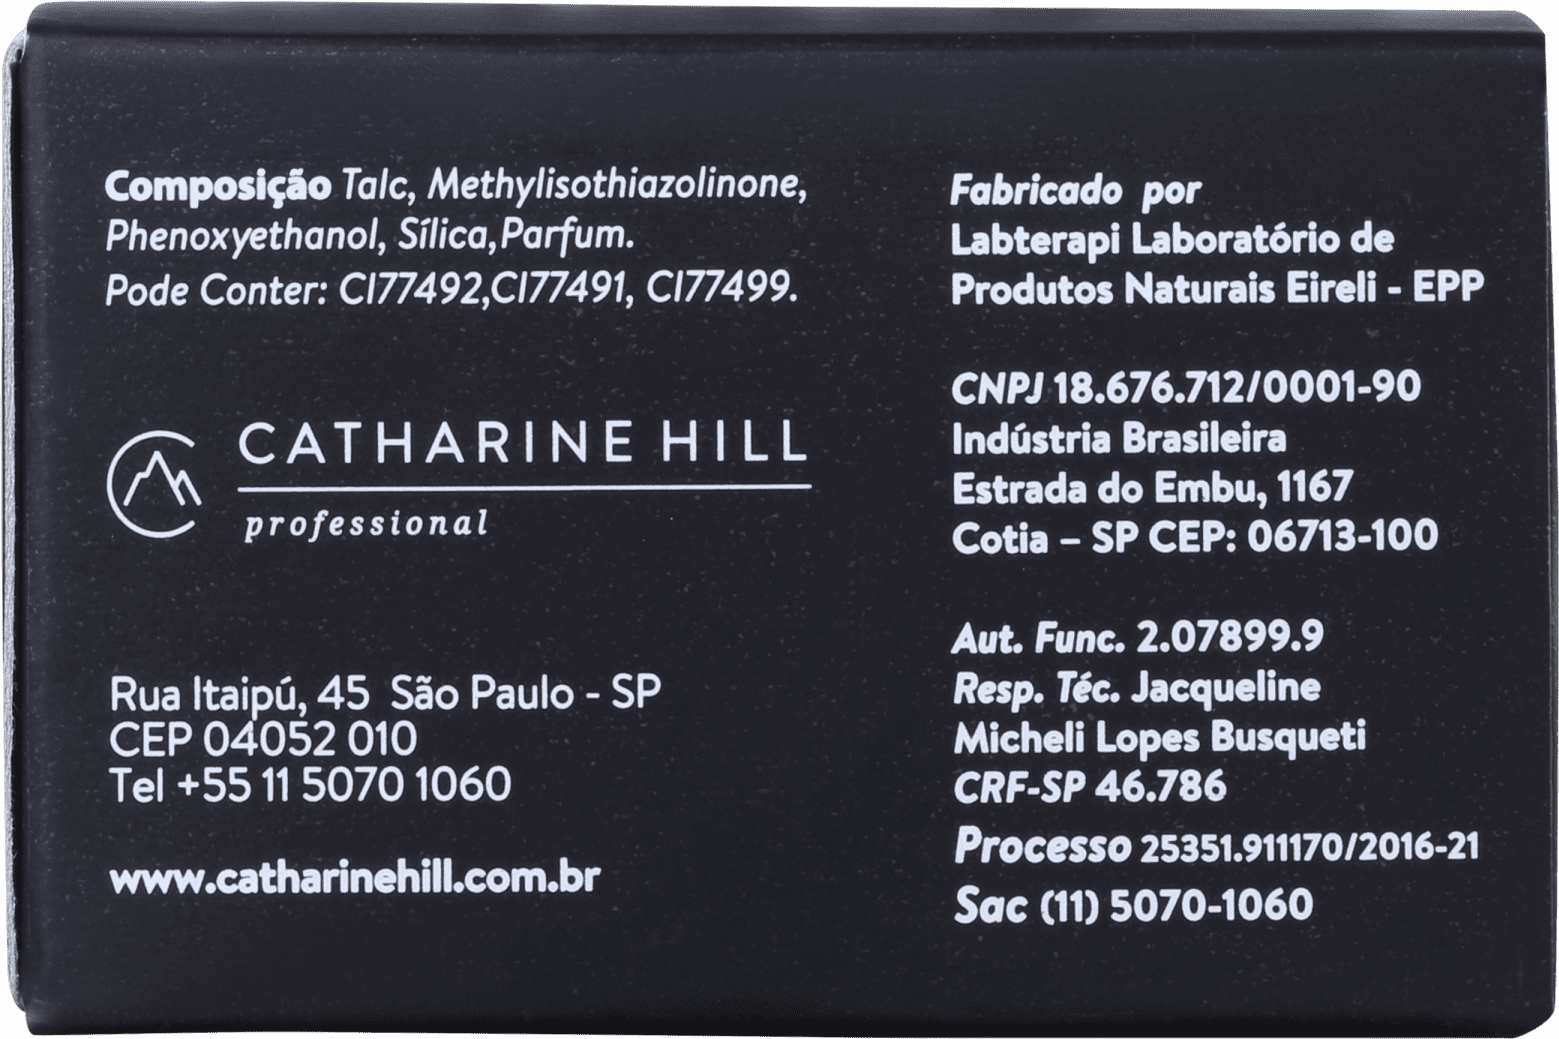 Composição Talc, Methylisothiazolinone,
Phenoxyethanol, Sílica,Parfum.
Pode Conter: CI77492,CI77491, CI77499.
CATHARINE HILL
professional
Rua Itaipú, 45 São Paulo - SP
CEP 04052 010
Tel +55 11 5070 1060
www.catharinehill.com.br
Fabricado por
Labterapi Laboratório de
Produtos Naturais Eireli - EPP
CNPJ 18.676.712/0001-90
Indústria Brasileira
Estrada do Embu, 1167
Cotia – SP CEP: 06713-100
Aut. Func. 2.07899.9
Resp. Téc. Jacqueline
Micheli Lopes Busqueti
CRF-SP 46.786
Processo 25351.911170/2016-21
Sac (11) 5070-1060